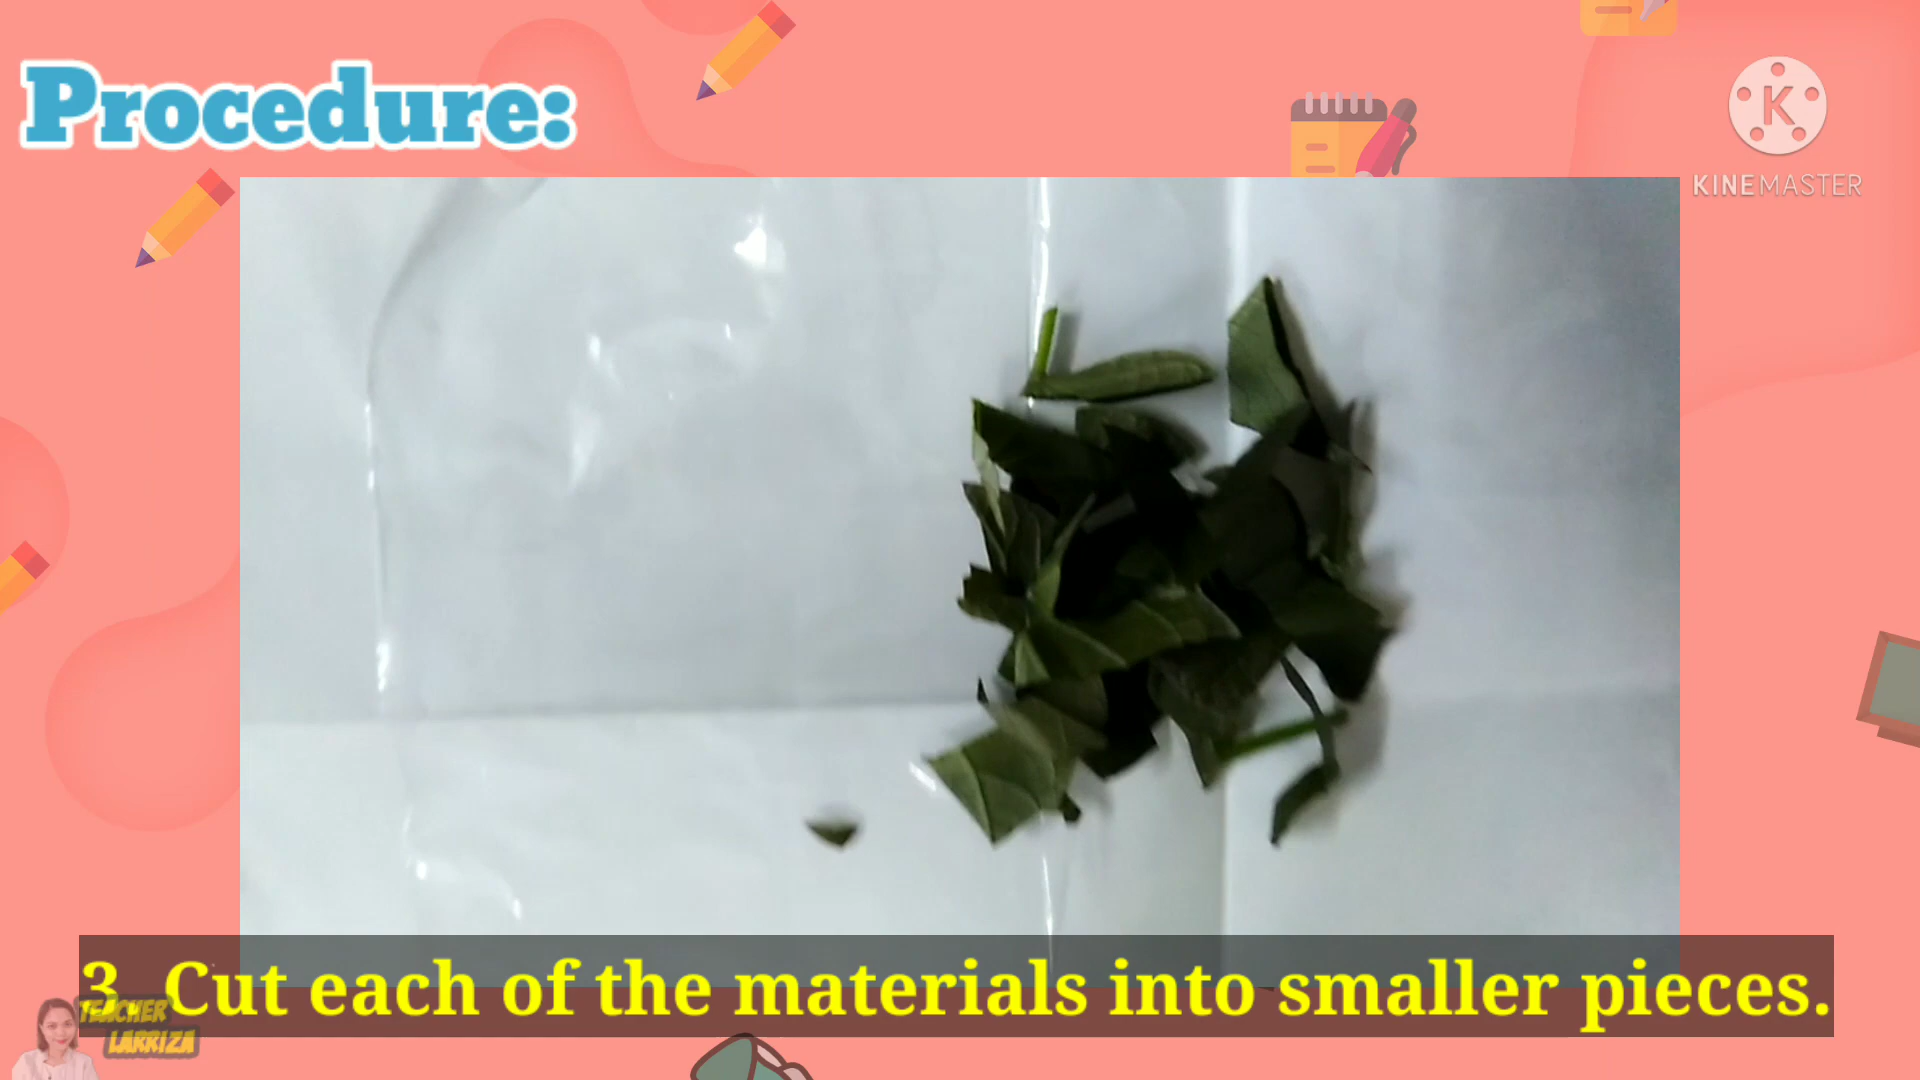 Procedure:
K
KINEMASTER
3. Cut each of the materials into smaller pieces.
TEACHER
LARRIZA